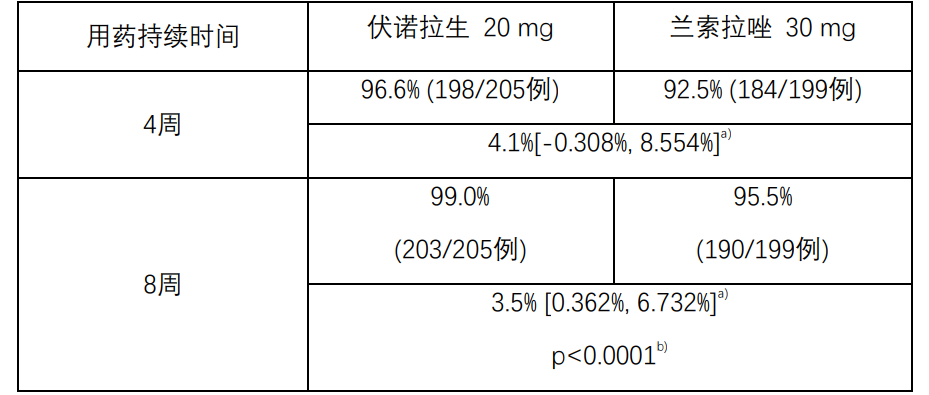 用药持续时间
伏诺拉生 20 mg
兰索拉唑 30 mg
4周
96.6% (198/205例)
92.5% (184/199例)
4.1%[-0.308%, 8.554%]a)
8周
99.0%
(203/205例)
95.5%
(190/199例)
3.5% [0.362%, 6.732%]a)
p<0.0001b)